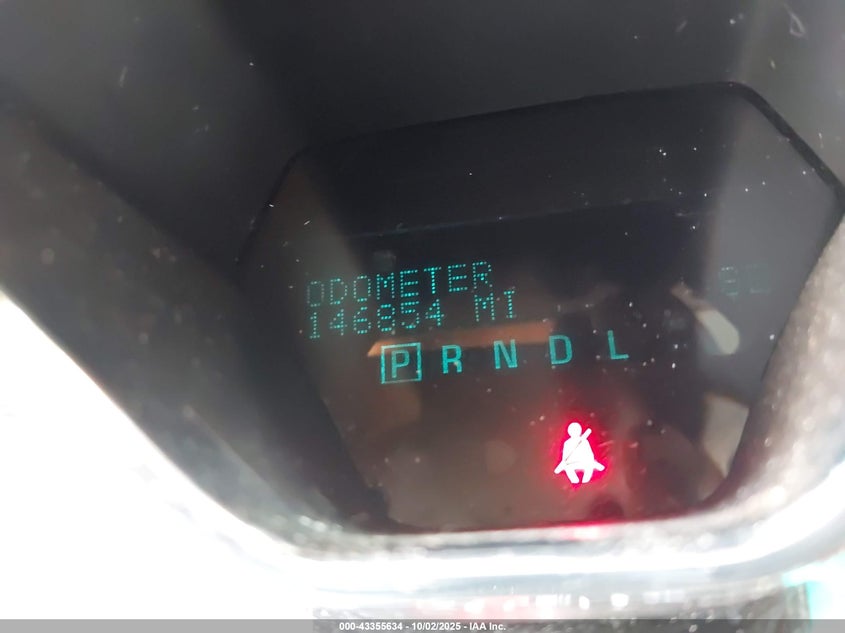 ODOMETER
146854 MI
P R N D L
000-43355634 - 10/02/2025 - IAA Inc.